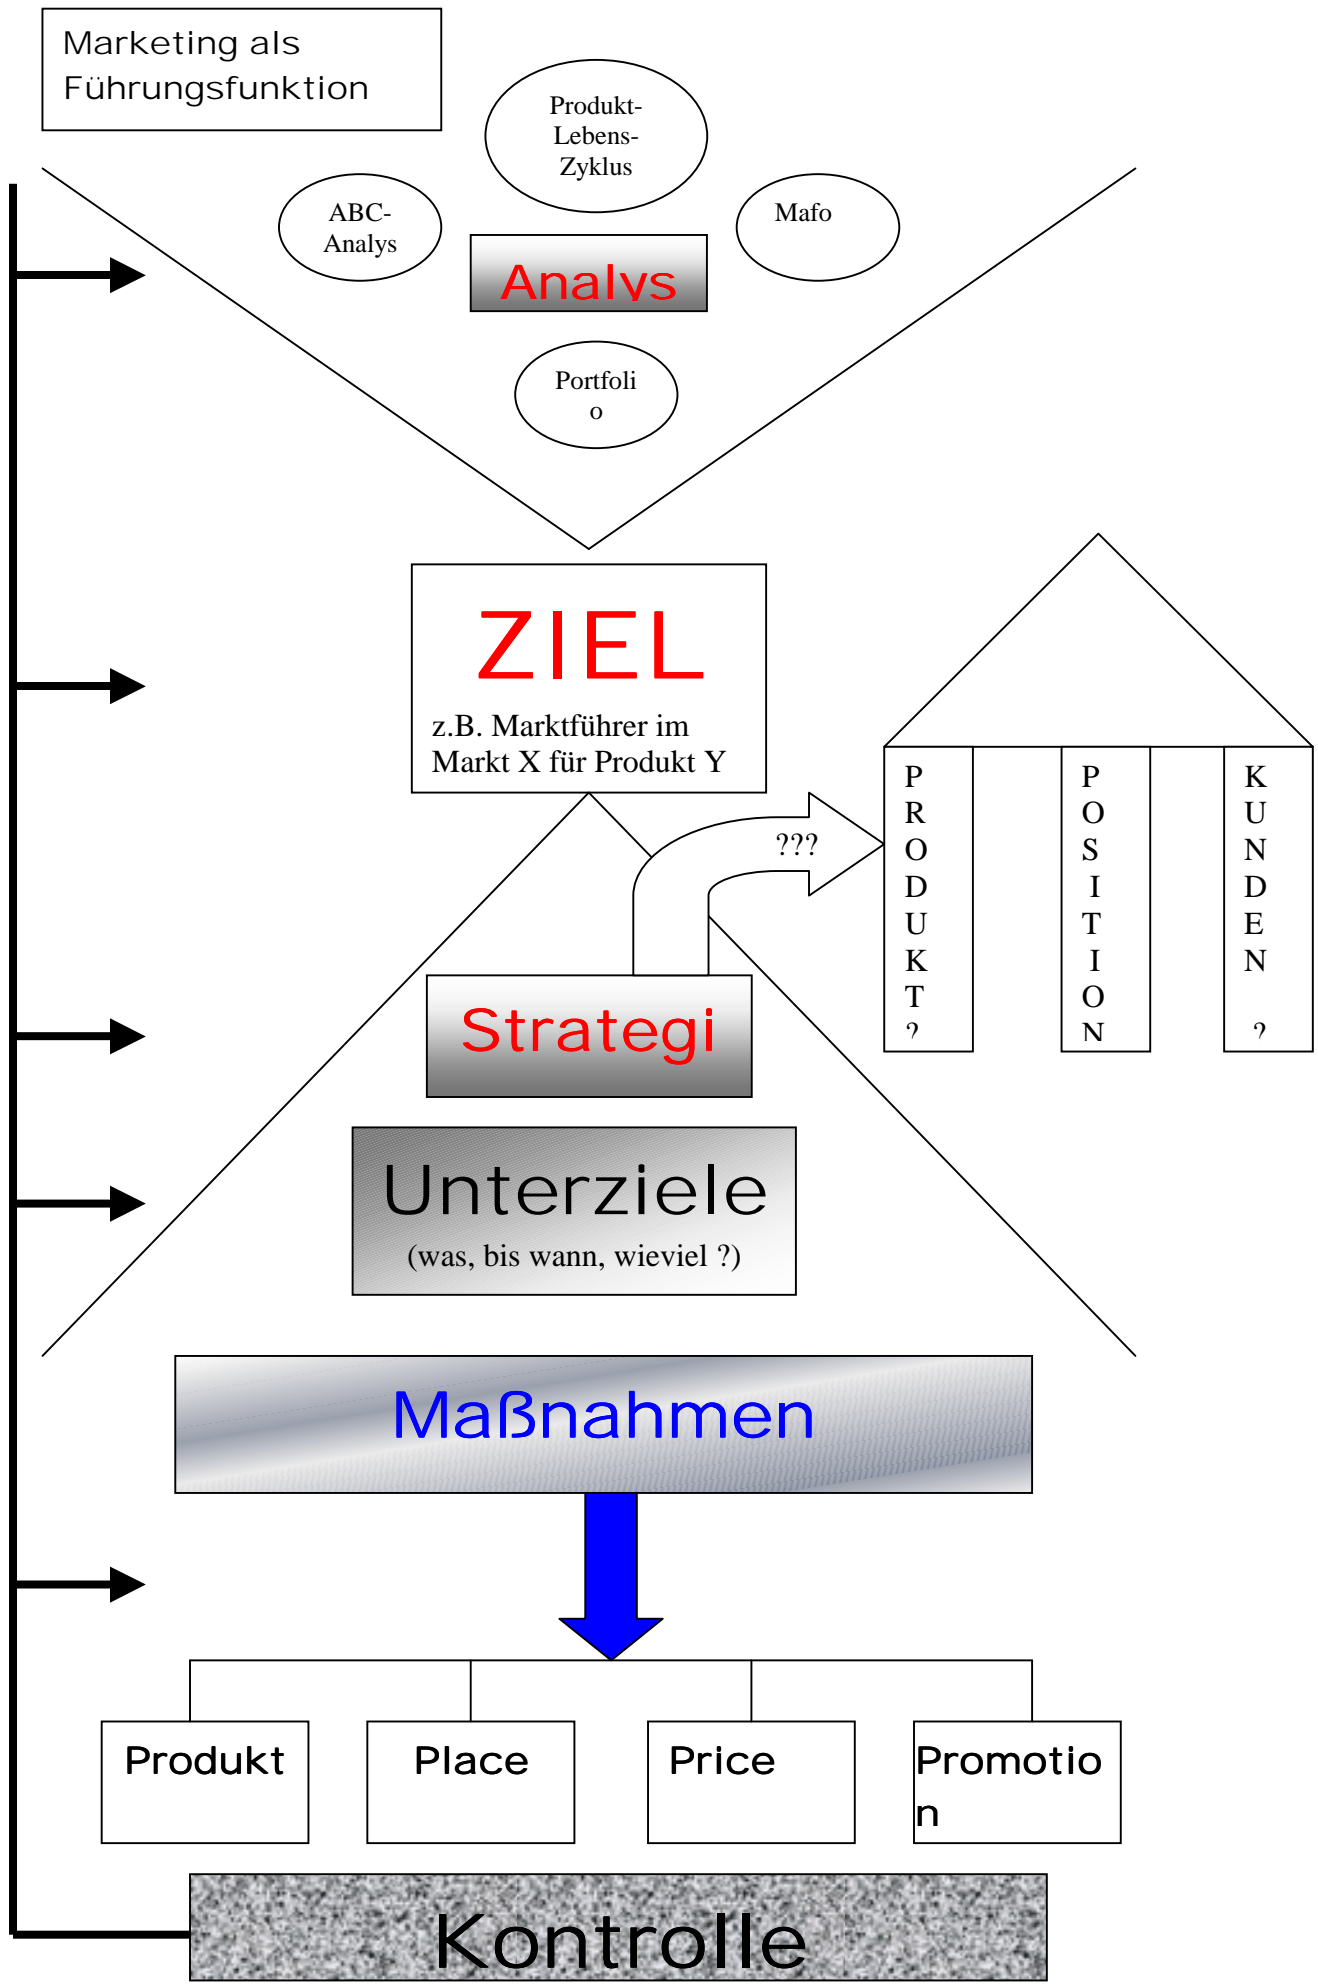 Marketing als
Führungsfunktion
Produkt-
Lebens-
Zyklus
ABC-
Analys
Mafo
Analys
Portfoli
o
ZIEL
z.B. Marktführer im
Markt X für Produkt Y
???
P
R
O
D
U
K
T
?
P
O
S
I
T
I
O
N
K
U
N
D
E
N
?
Strategi
Unterziele
(was, bis wann, wieviel ?)
Maßnahmen
Produkt
Place
Price
Promotio
n
Kontrolle